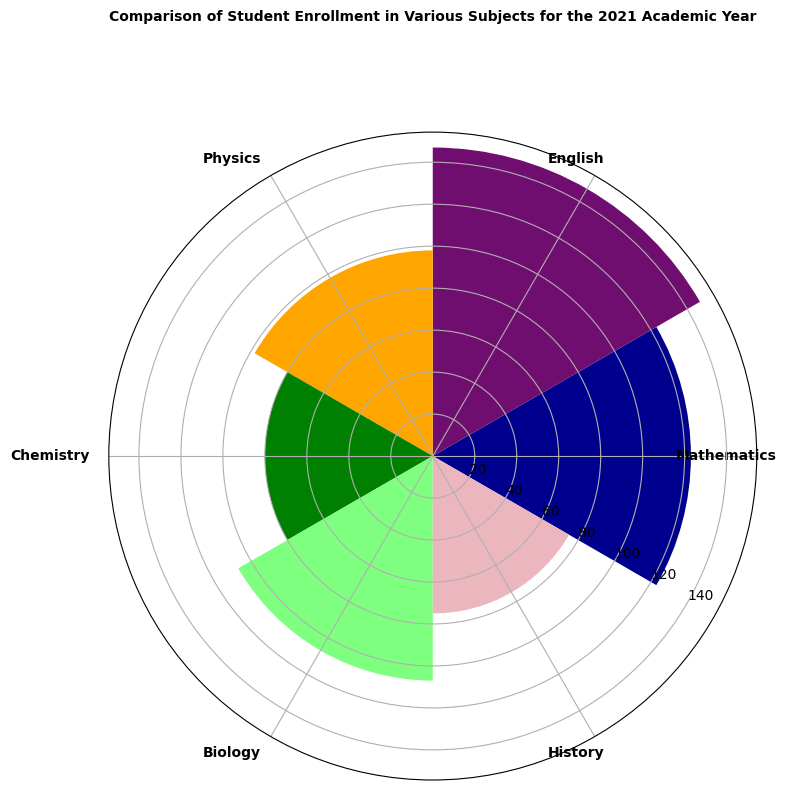 Comparison of Student Enrollment in Various Subjects for the 2021 Academic Year
Physics
English
Chemistry
Mathematics
20
40
60
80
100
120
140
Biology
History